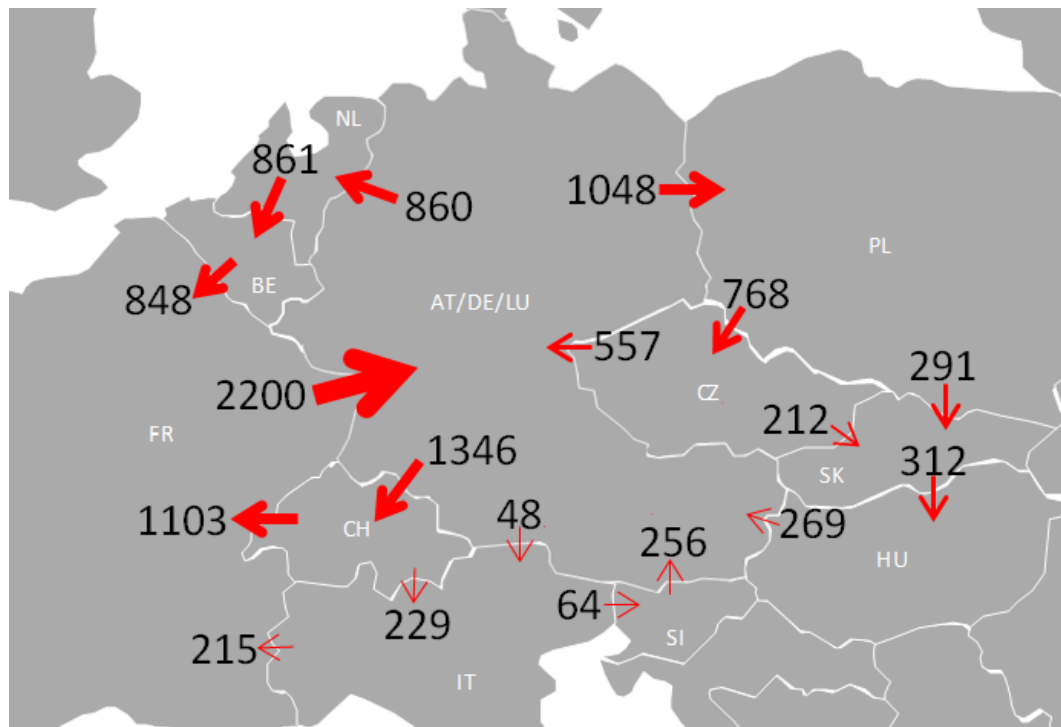 NL
861
860
1048
PL
BE
848
AT/DE/LU
768
557
291
2200
CZ
FR
212
1346
312
SK
1103
CH
48
269
256
HU
64
229
SI
215
IT